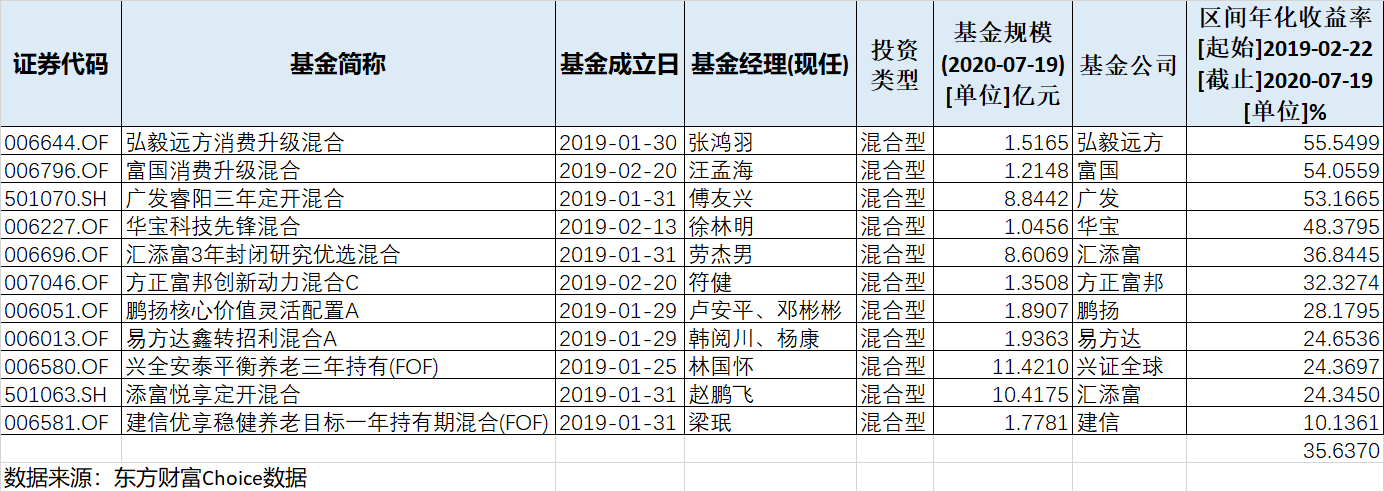 证券代码 基金简称 基金成立日 基金经理(现任) 投资类型 基金规模(2020-07-19)[单位]亿元 基金公司 区间年化收益率[起始]2019-02-22[截止]2020-07-19[单位]%
006644.OF 弘毅远方消费升级混合 2019-01-30 张鸿羽 混合型 1.5165 弘毅远方 55.5499
006796.OF 富国消费升级混合 2019-02-20 汪孟海 混合型 1.2148 富国 54.0559
501070.SH 广发睿阳三年定开混合 2019-01-31 傅友兴 混合型 8.8442 广发 53.1665
006227.OF 华宝科技先锋混合 2019-02-13 徐林明 混合型 1.0456 华宝 48.3795
006696.OF 汇添富3年封闭研究优选混合 2019-01-31 劳杰男 混合型 8.6069 汇添富 36.8445
007046.OF 方正富邦创新动力混合C 2019-02-20 符健 混合型 1.3508 方正富邦 32.3274
006051.OF 鹏扬核心价值灵活配置A 2019-01-29 卢安平、邓彬彬 混合型 1.8907 鹏扬 28.1795
006013.OF 易方达鑫转招利混合A 2019-01-29 韩阅川、杨康 混合型 1.9363 易方达 24.6536
006580.OF 兴全安泰平衡养老三年持有(FOF) 2019-01-25 林国怀 混合型 11.4210 兴证全球 24.3697
501063.SH 添富悦享定开混合 2019-01-31 赵鹏飞 混合型 10.4175 汇添富 24.3450
006581.OF 建信优享稳健养老目标一年持有期混合(FOF) 2019-01-31 梁珉 混合型 1.7781 建信 10.1361
35.6370
数据来源：东方财富Choice数据